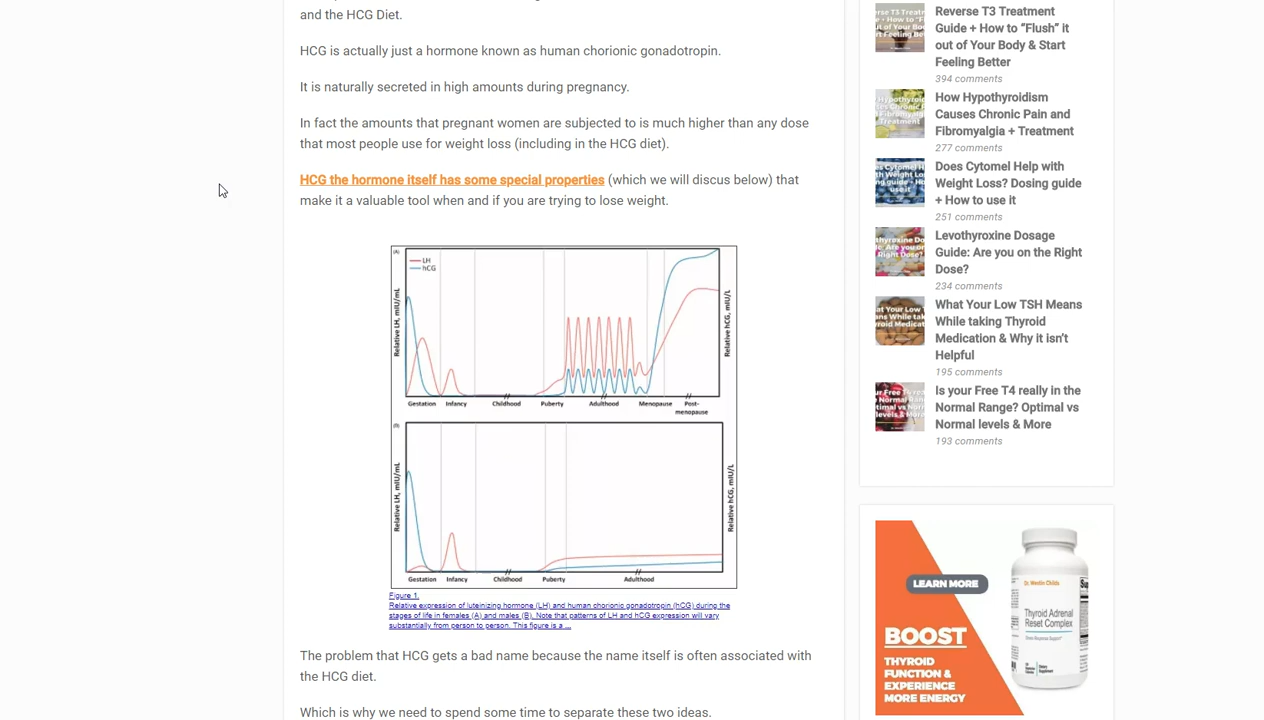 and the HCG Diet.
HCG is actually just a hormone known as human chorionic gonadotropin.
It is naturally secreted in high amounts during pregnancy.
In fact the amounts that pregnant women are subjected to is much higher than any dose
that most people use for weight loss (including in the HCG diet).
HCG the hormone itself has some special properties (which we will discus below) that
make it a valuable tool when and if you are trying to lose weight.
(A)
LH
hCG
Relative LH, mIU/mL
Relative hCG, mIU/L
Gestation Infancy Childhood Puberty Adulthood Menopause Post-
menopause
(B)
Relative LH, mIU/mL
Relative hCG, mIU/L
Gestation Infancy Childhood Puberty Adulthood
Figure 1.
Relative expression of luteinizing hormone (LH) and human chorionic gonadotropin (hCG) during the
stages of life in females (A) and males (B). Note that patterns of LH and hCG expression will vary
substantially from person to person. This figure is a ...
The problem that HCG gets a bad name because the name itself is often associated with
the HCG diet.
Which is why we need to spend some time to separate these two ideas.
Reverse T3 Treatment
Guide + How to “Flush” it
out of Your Body & Start
Feeling Better
394 comments
How Hypothyroidism
Causes Chronic Pain and
Fibromyalgia + Treatment
277 comments
Does Cytomel Help with
Weight Loss? Dosing guide
+ How to use it
251 comments
Levothyroxine Dosage
Guide: Are you on the Right
Dose?
234 comments
What Your Low TSH Means
While taking Thyroid
Medication & Why it isn’t
Helpful
195 comments
Is your Free T4 really in the
Normal Range? Optimal vs
Normal levels & More
193 comments
LEARN MORE
BOOST
THYROID
FUNCTION &
EXPERIENCE
MORE ENERGY
Dr. Westin Childs
Thyroid Adrenal
Reset Complex